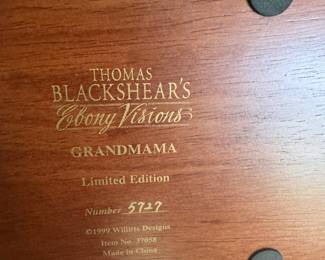 THOMAS
BLACKSHEAR'S
Ebony Visions
GRANDMAMA
Limited Edition
Number 5727
©1999 Willitts Designs
Item No. 37058
Made in China